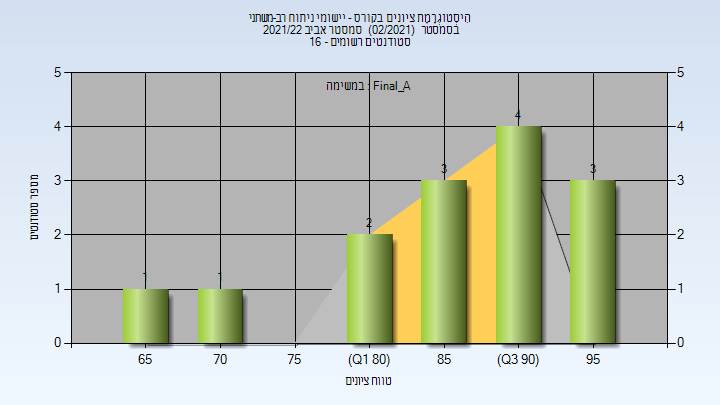 היסטוגרמת ציונים בקורס - יישומי ניתוח רב-משתני
בסמסטר (02/2021) סמסטר אביב 2021/22
סטודנטים רשומים - 16
במשימה : Final_A
5 5
4 4
3 3
2 2
1 1
0 0
1 1 2 3 4 3
65 70 75 (Q1 80) 85 (Q3 90) 95
מספר סטודנטים
טווח ציונים